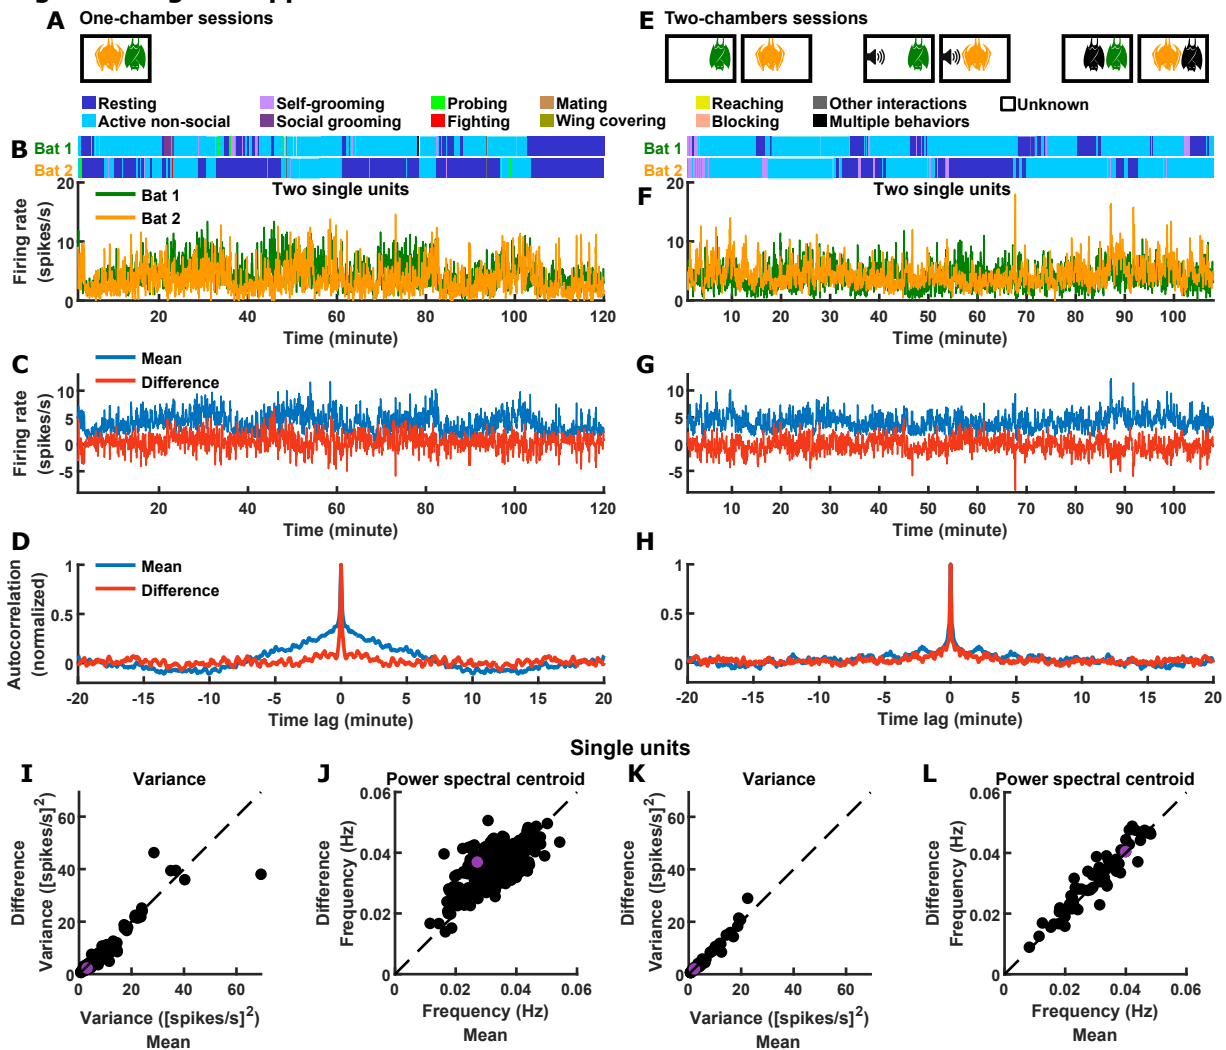 A One-chamber sessions
E Two-chambers sessions
Resting
Self-grooming
Probing
Mating
Reaching
Other interactions
Unknown
Active non-social
Social grooming
Fighting
Wing covering
Blocking
Multiple behaviors
B Bat 1
Bat 2
Bat 1
Bat 2
Two single units
F Two single units
Bat 1
Bat 2
Firing rate
(spikes/s)
20
10
0
20 40 60 80 100 120
Time (minute)
20
10
0
10 20 30 40 50 60 70 80 90 100
Time (minute)
C
Mean
Difference
Firing rate
(spikes/s)
10
5
0
-5
20 40 60 80 100 120
Time (minute)
G
10
5
0
-5
10 20 30 40 50 60 70 80 90 100
Time (minute)
D
Mean
Difference
Autocorrelation
(normalized)
1
0.5
0
-20 -15 -10 -5 0 5 10 15 20
Time lag (minute)
H
1
0.5
0
-20 -15 -10 -5 0 5 10 15 20
Time lag (minute)
Single units
I Variance
Difference
Variance ([spikes/s]2)
60
40
20
0
0 20 40 60
Variance ([spikes/s]2)
Mean
J Power spectral centroid
Difference
Frequency (Hz)
0.06
0.04
0.02
0
0 0.02 0.04 0.06
Frequency (Hz)
Mean
K Variance
Difference
Variance ([spikes/s]2)
60
40
20
0
0 20 40 60
Variance ([spikes/s]2)
Mean
L Power spectral centroid
Difference
Frequency (Hz)
0.06
0.04
0.02
0
0 0.02 0.04 0.06
Frequency (Hz)
Mean